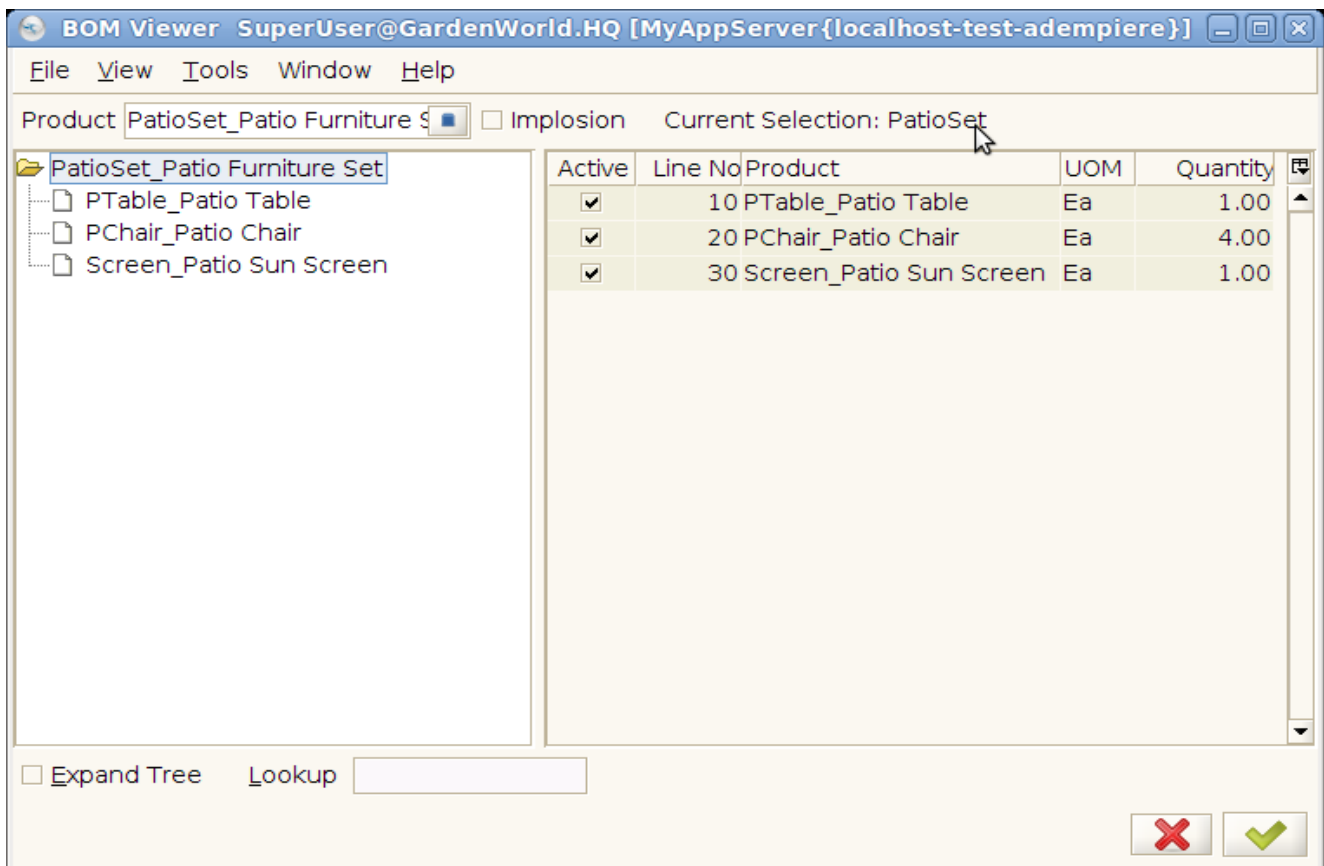 BOM Viewer SuperUser@GardenWorld.HQ [MyAppServer{localhost-test-adempiere}]
File View Tools Window Help
Product PatioSet_Patio Furniture S Implosion Current Selection: PatioSet
PatioSet_Patio Furniture Set
PTable_Patio Table
PChair_Patio Chair
Screen_Patio Sun Screen
Active Line No Product UOM Quantity
10 PTable_Patio Table Ea 1.00
20 PChair_Patio Chair Ea 4.00
30 Screen_Patio Sun Screen Ea 1.00
Expand Tree Lookup